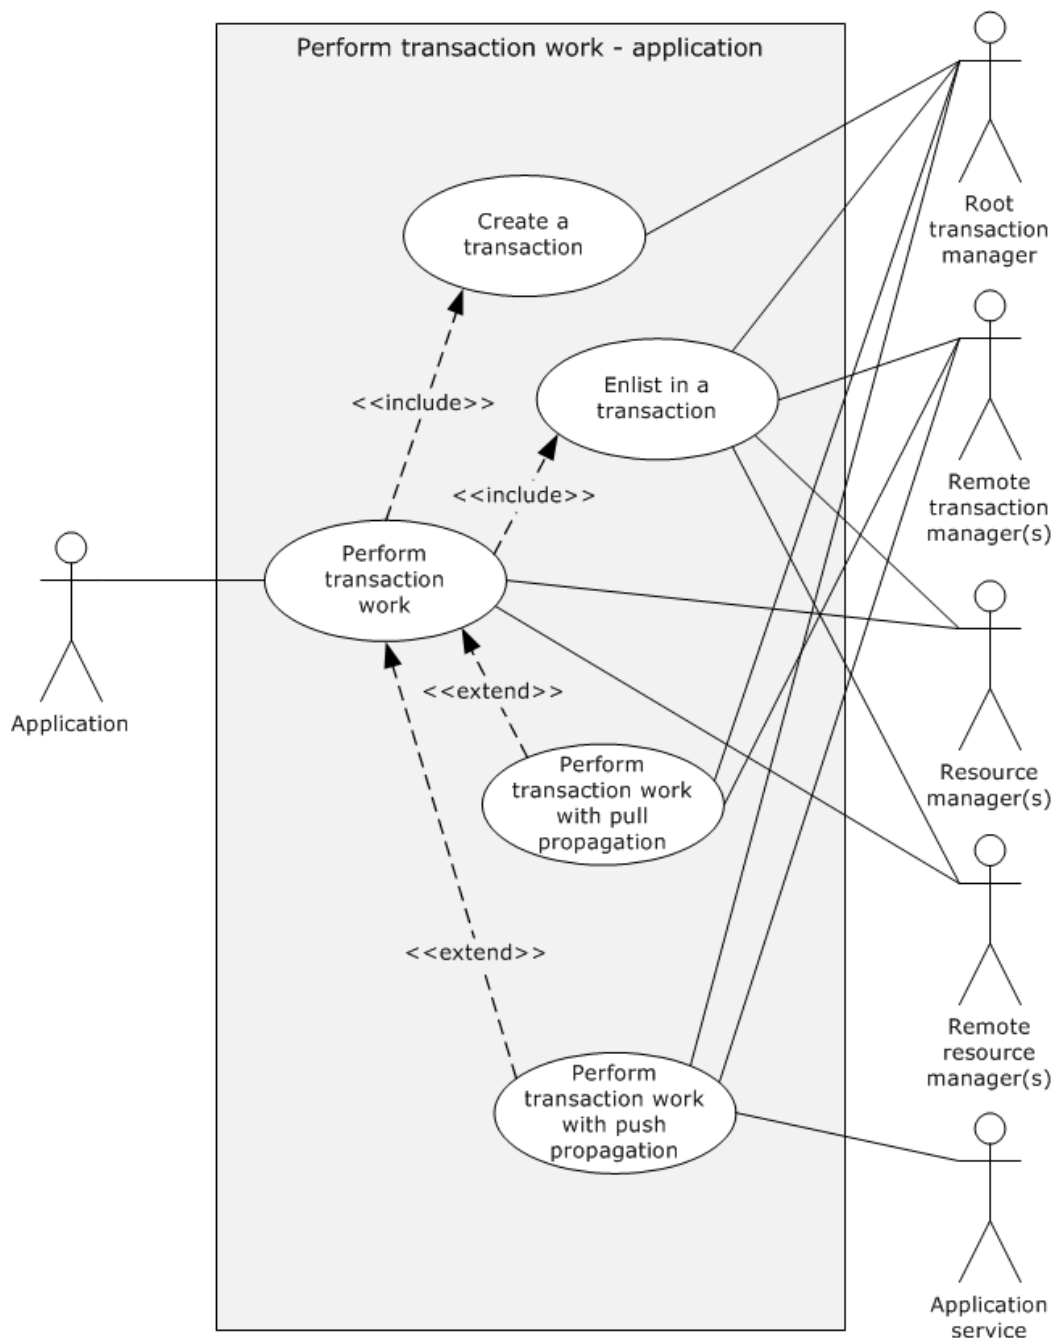 Perform transaction work - application
Root
transaction
manager
Create a
transaction
Enlist in a
transaction
<<include>>
<<include>>
Remote
transaction
manager(s)
Perform
transaction
work
Application
<<extend>>
Resource
manager(s)
Perform
transaction work
with pull
propagation
<<extend>>
Remote
resource
manager(s)
Perform
transaction work
with push
propagation
Application
service